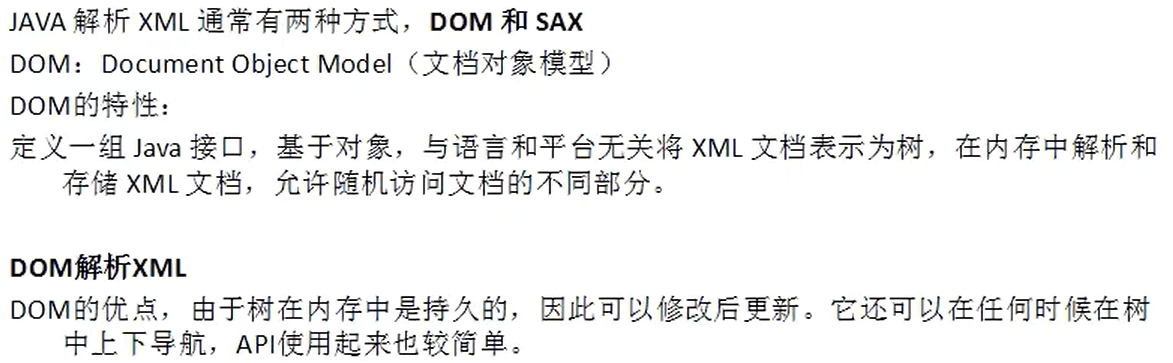 JAVA 解析 XML 通常有两种方式，DOM 和 SAX
DOM：Document Object Model（文档对象模型）
DOM的特性：
定义一组 Java 接口，基于对象，与语言和平台无关将 XML 文档表示为树，在内存中解析和
存储 XML 文档，允许随机访问文档的不同部分。
DOM解析XML
DOM的优点，由于树在内存中是持久的，因此可以修改后更新。它还可以在任何时候在树
中上下导航，API使用起来也较简单。